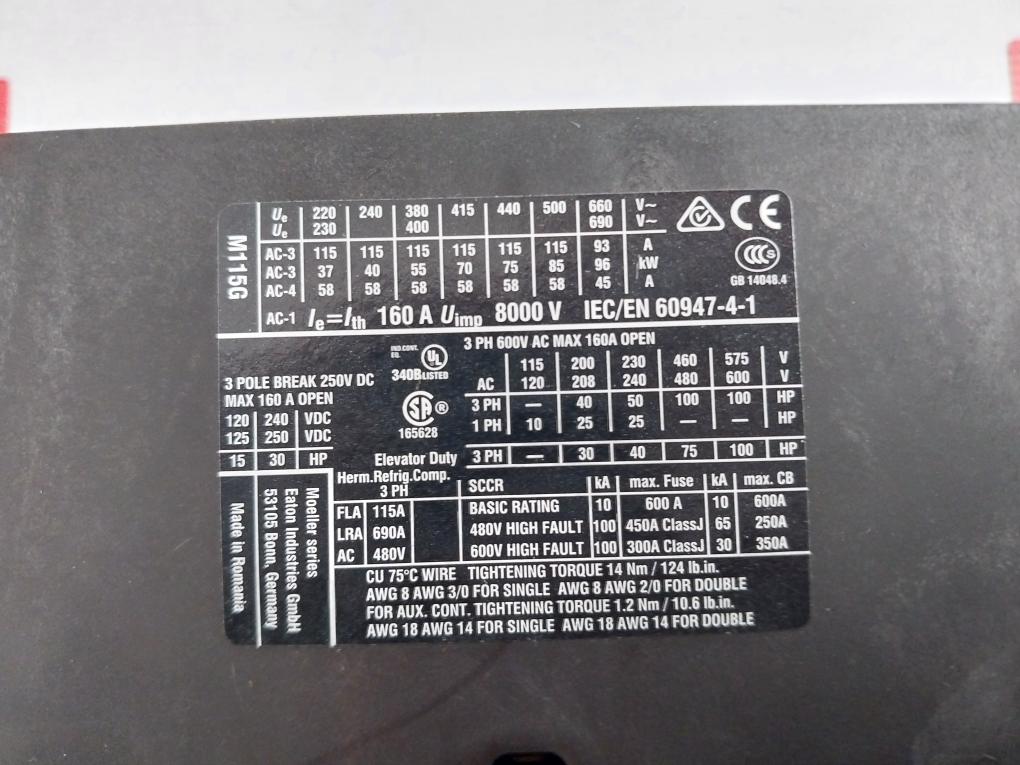 M115G
Ue 220 240 380 415 440 500 660 V~
Ue 230 400 690 V~
AC-3 115 115 115 115 115 115 93 A
AC-3 37 40 55 70 75 85 96 kW
AC-4 58 58 58 58 58 58 45 A
AC-1 Ie=Ith 160 A Uimp 8000 V IEC/EN 60947-4-1
CE
CCC S
GB 14048.4
3 POLE BREAK 250V DC
MAX 160 A OPEN
120 240 VDC
125 250 VDC
15 30 HP
IND.CONT.
EQ.
UL
340B LISTED
SA ®
165628
3 PH 600V AC MAX 160A OPEN
115 200 230 460 575 V
AC 120 208 240 480 600 V
3 PH — 40 50 100 100 HP
1 PH 10 25 25 — — HP
Elevator Duty 3 PH — 30 40 75 100 HP
Herm.Refrig.Comp.
3 PH
FLA 115A
LRA 690A
AC 480V
SCCR kA max. Fuse kA max. CB
BASIC RATING 10 600 A 10 600A
480V HIGH FAULT 100 450A ClassJ 65 250A
600V HIGH FAULT 100 300A ClassJ 30 350A
Moeller series
Eaton Industries GmbH
53105 Bonn, Germany
Made in Romania
CU 75°C WIRE TIGHTENING TORQUE 14 Nm / 124 lb.in.
AWG 8 AWG 3/0 FOR SINGLE AWG 8 AWG 2/0 FOR DOUBLE
FOR AUX. CONT. TIGHTENING TORQUE 1.2 Nm / 10.6 lb.in.
AWG 18 AWG 14 FOR SINGLE AWG 18 AWG 14 FOR DOUBLE